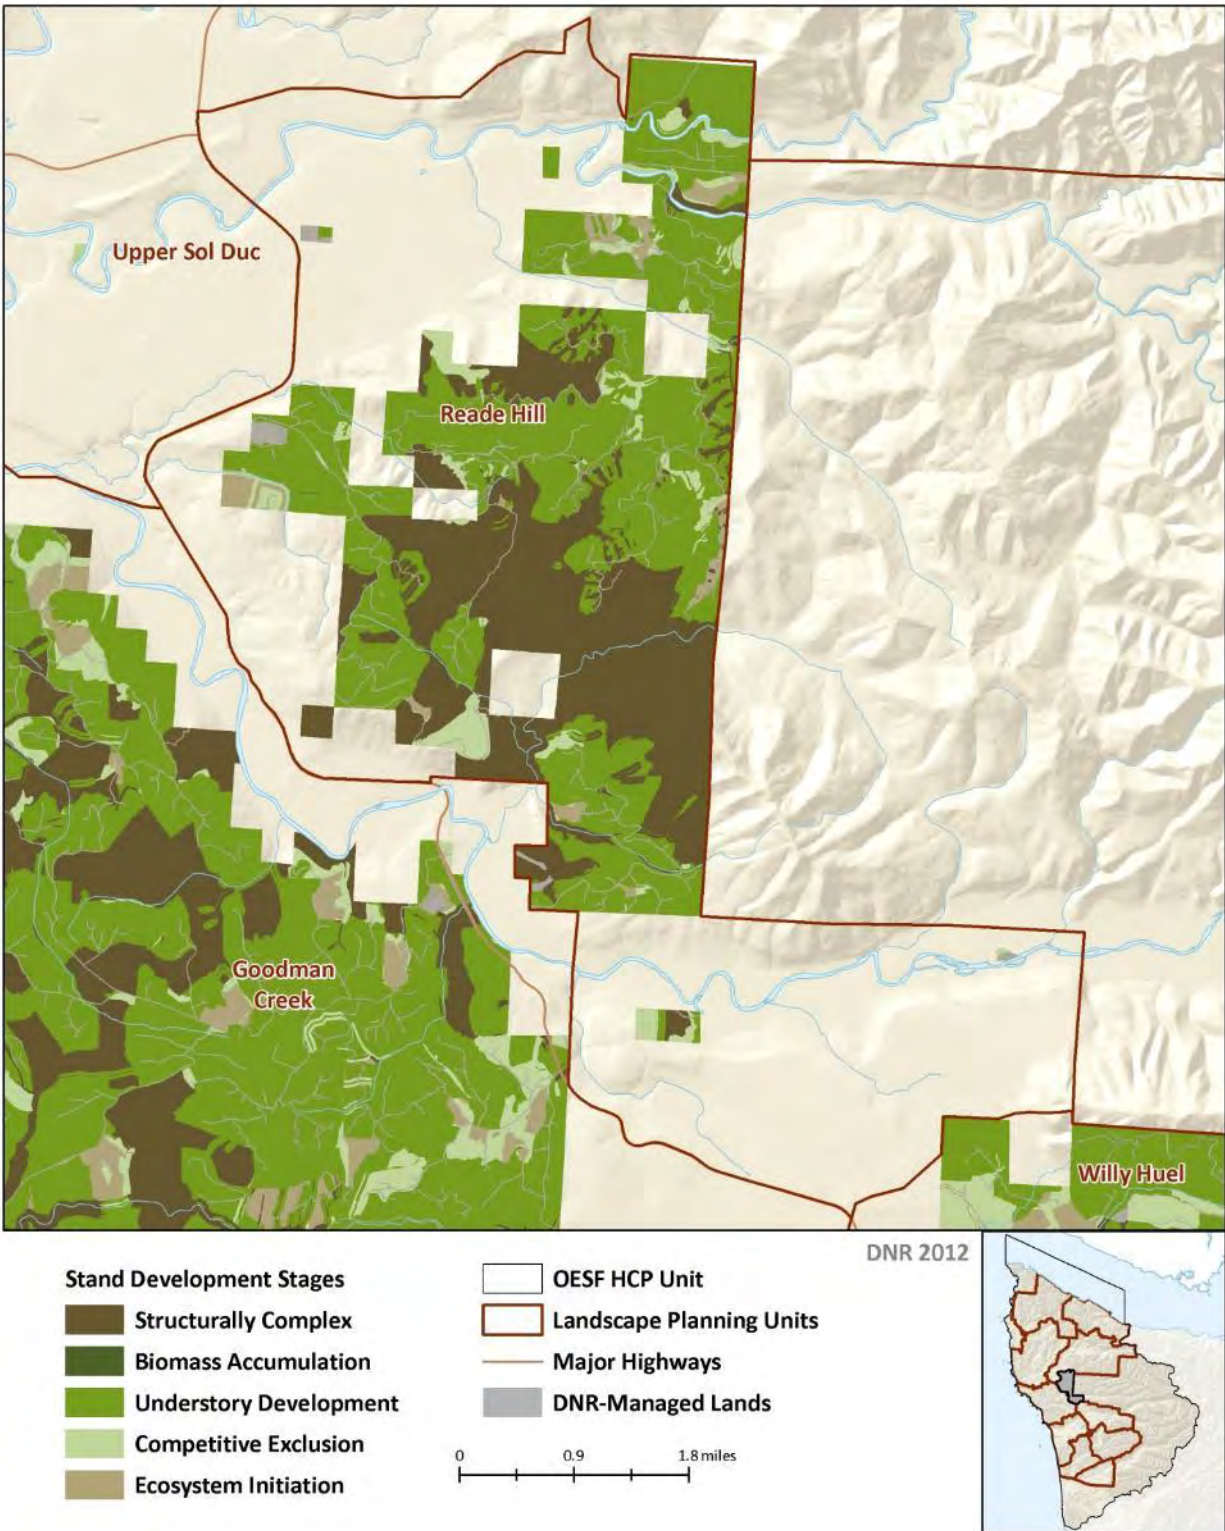 Upper Sol Duc
Reade Hill
Goodman
Creek
Willy Huel
DNR 2012
Stand Development Stages
Structurally Complex
Biomass Accumulation
Understory Development
Competitive Exclusion
Ecosystem Initiation
OESF HCP Unit
Landscape Planning Units
Major Highways
DNR-Managed Lands
0 0.9 1.8 miles